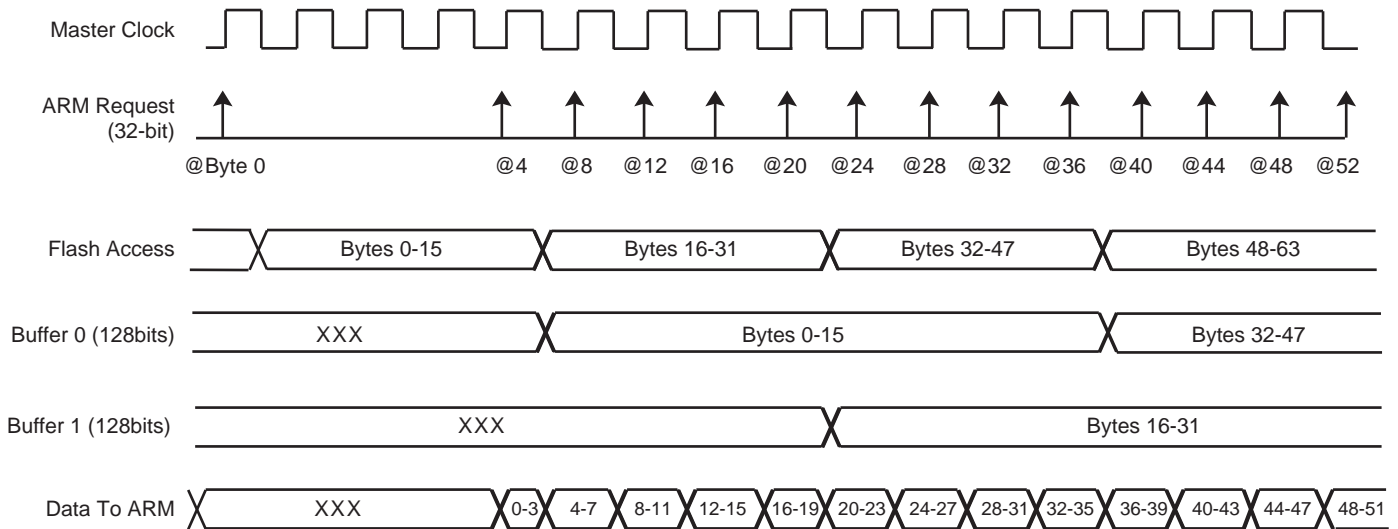 Master Clock
ARM Request
(32-bit)
@Byte 0 @4 @8 @12 @16 @20 @24 @28 @32 @36 @40 @44 @48 @52
Flash Access Bytes 0-15 Bytes 16-31 Bytes 32-47 Bytes 48-63
Buffer 0 (128bits) XXX Bytes 0-15 Bytes 32-47
Buffer 1 (128bits) XXX Bytes 16-31
Data To ARM XXX 0-3 4-7 8-11 12-15 16-19 20-23 24-27 28-31 32-35 36-39 40-43 44-47 48-51